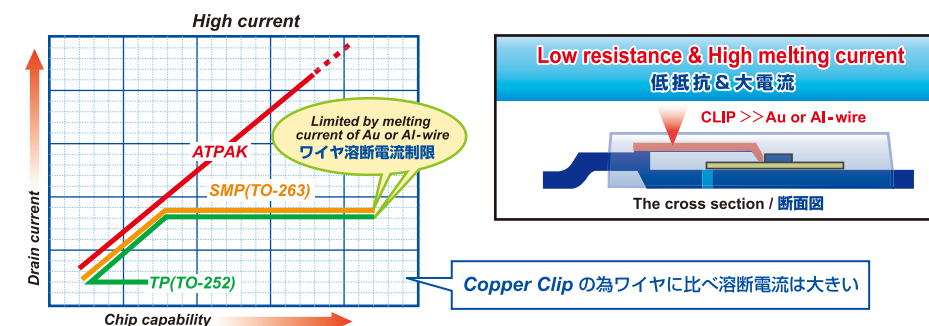 High current
Drain current
Limited by melting
current of Au or Al-wire
ワイヤ溶断電流制限
ATPAK
SMP(TO-263)
TP(TO-252)
Chip capability
Low resistance & High melting current
低抵抗&大電流
CLIP >>Au or Al-wire
The cross section / 断面図
Copper Clip の為ワイヤに比べ溶断電流は大きい